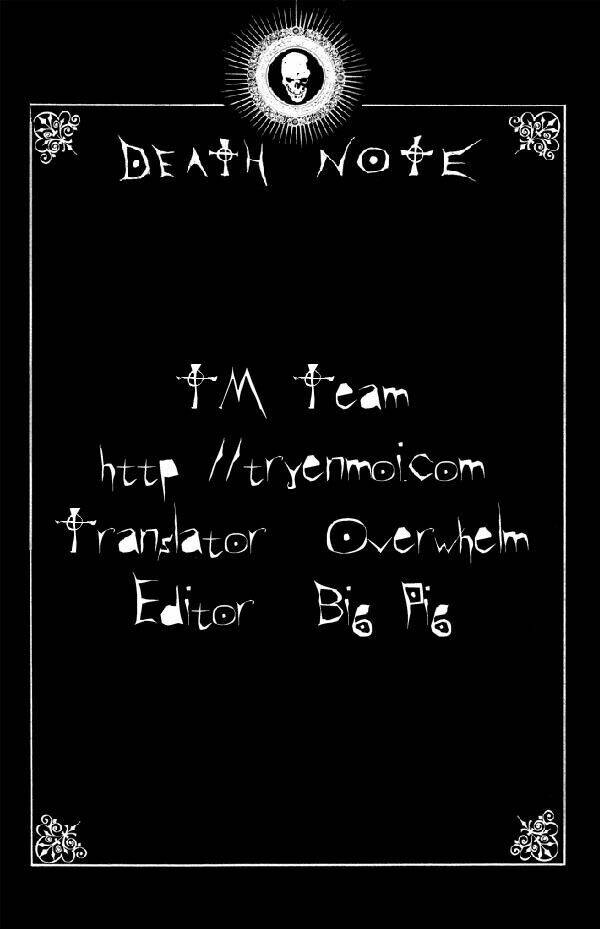 DEATH NOTE
TM Team
http //tryenmoi.com
Translator Overwhelm
Editor Big Pig